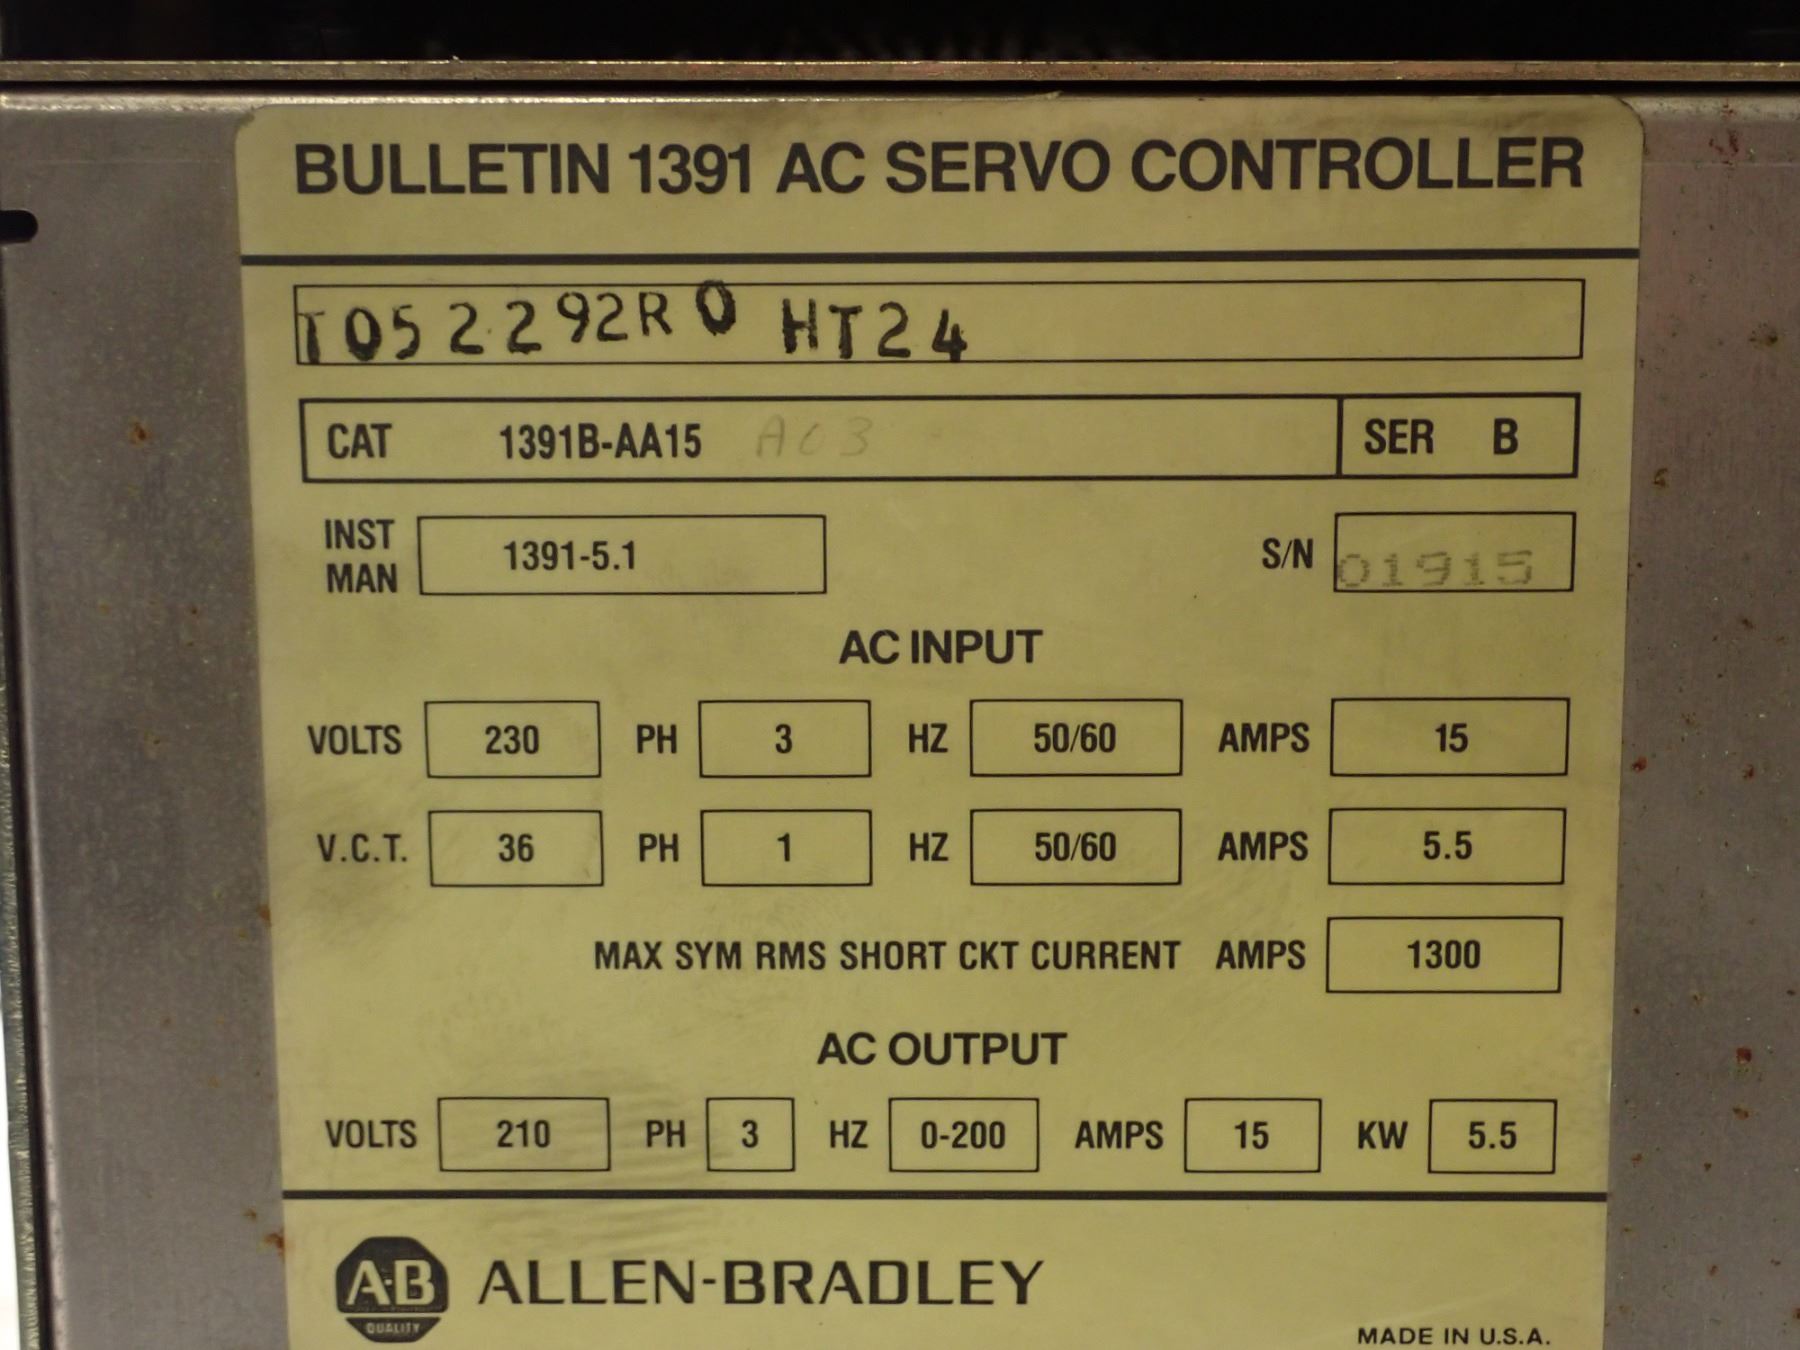 BULLETIN 1391 AC SERVO CONTROLLER
T052292R0 HT24
CAT 1391B-AA15 A03 SER B
INST MAN 1391-5.1 S/N 01915
AC INPUT
VOLTS 230 PH 3 HZ 50/60 AMPS 15
V.C.T. 36 PH 1 HZ 50/60 AMPS 5.5
MAX SYM RMS SHORT CKT CURRENT AMPS 1300
AC OUTPUT
VOLTS 210 PH 3 HZ 0-200 AMPS 15 KW 5.5
A-B QUALITY ALLEN-BRADLEY
MADE IN U.S.A.